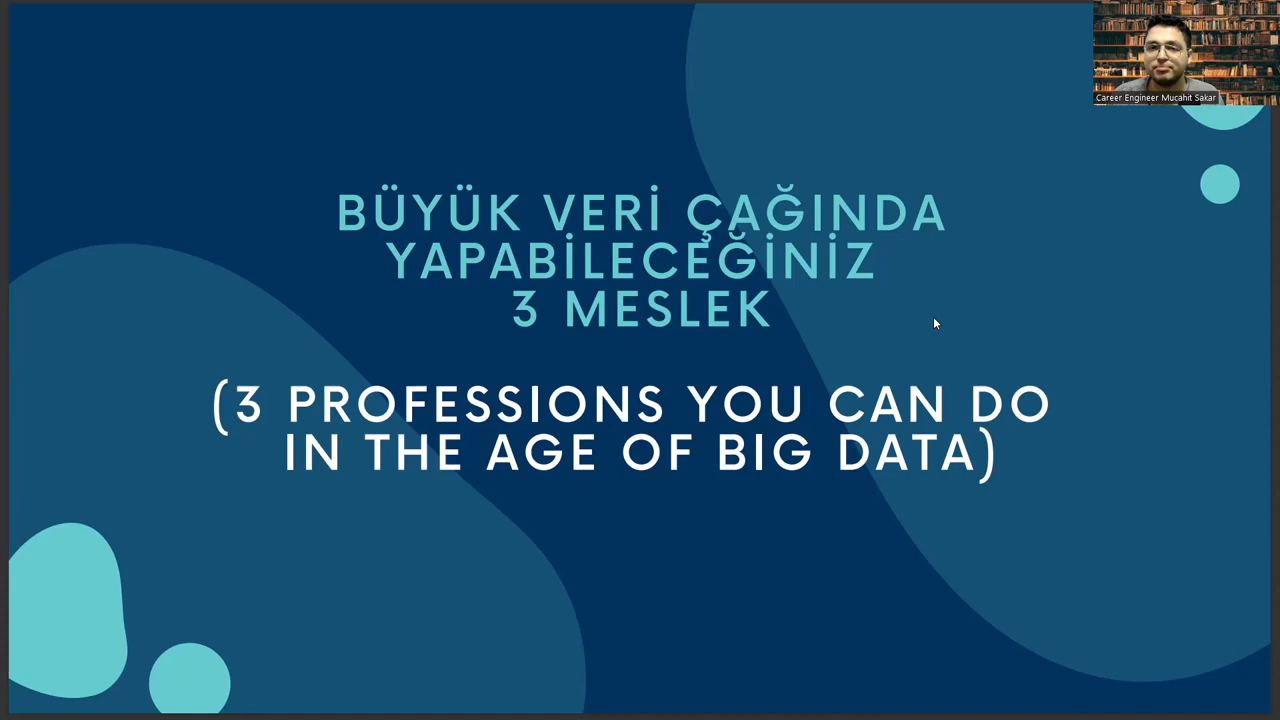 Career Engineer Mucahit Sakar
BÜYÜK VERİ ÇAĞINDA
YAPABİLECEĞİNİZ
3 MESLEK
(3 PROFESSIONS YOU CAN DO
IN THE AGE OF BIG DATA)